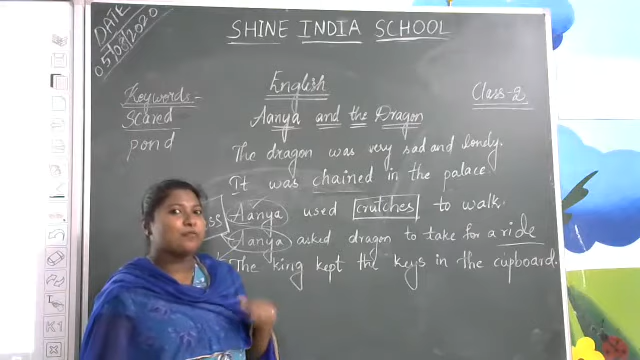 DATE
05/03/2020
SHINE INDIA SCHOOL
English
Class-2
Keywords:-
Scared
pond
Aanya and the Dragon
The dragon was very sad and lonely.
It was chained in the palace
Aanya used crutches to walk.
Aanya asked dragon to take for a ride
The king kept the keys in the cupboard.
K1